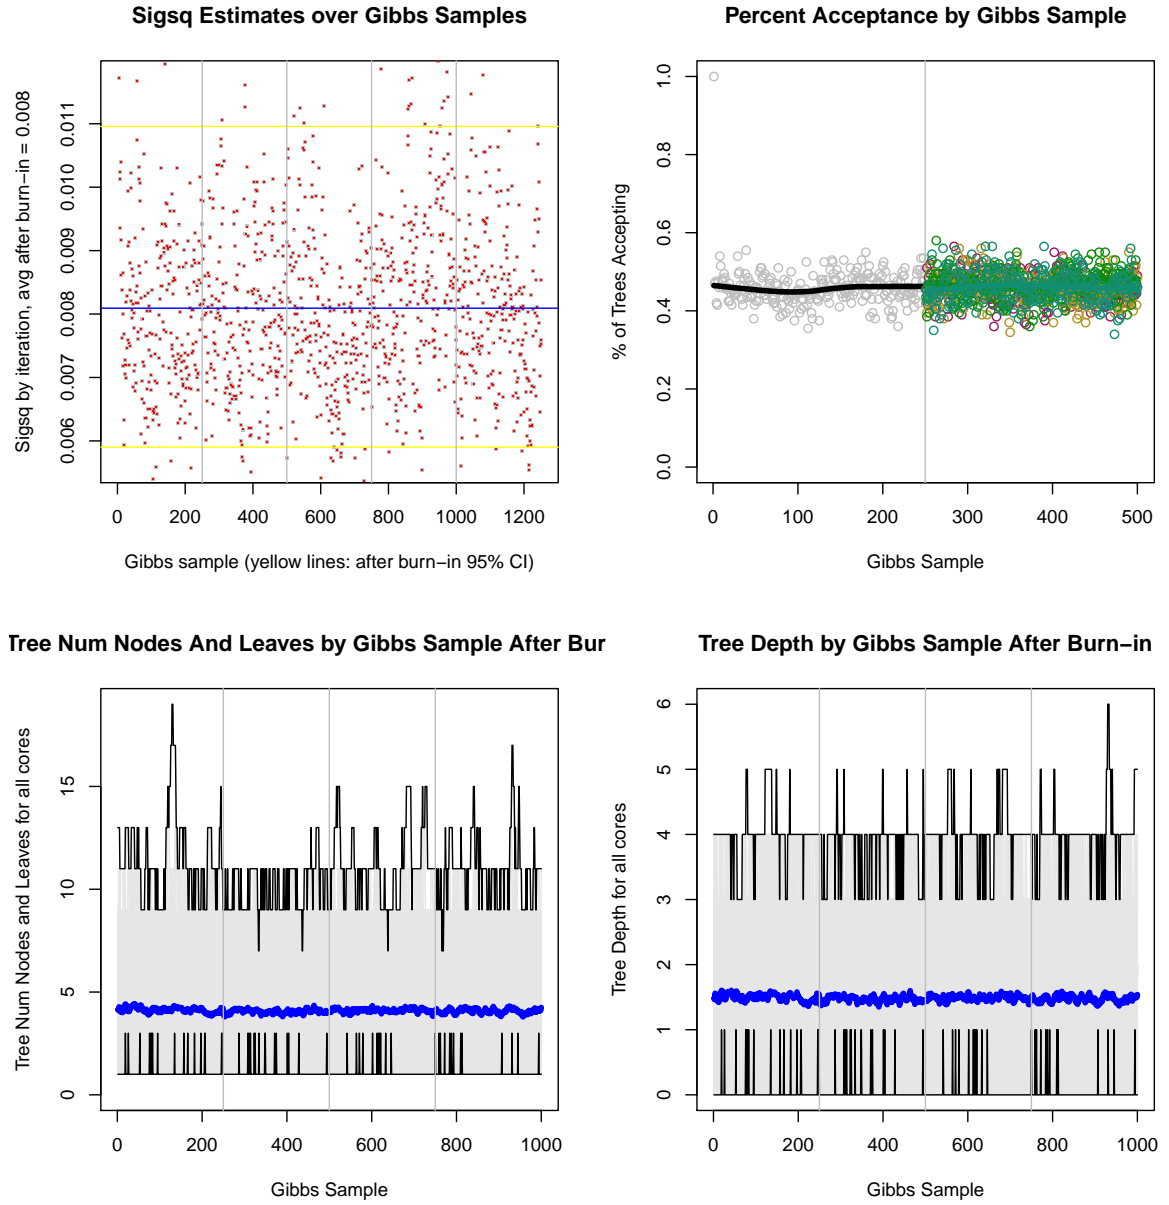 Sigsq Estimates over Gibbs Samples
Sigsq by iteration, avg after burn−in = 0.008
0.006 0.007 0.008 0.009 0.010 0.011
0 200 400 600 800 1000 1200
Gibbs sample (yellow lines: after burn−in 95% CI)
Percent Acceptance by Gibbs Sample
% of Trees Accepting
0.0 0.2 0.4 0.6 0.8 1.0
0 100 200 300 400 500
Gibbs Sample
Tree Num Nodes And Leaves by Gibbs Sample After Bur
Tree Num Nodes and Leaves for all cores
0 5 10 15
0 200 400 600 800 1000
Gibbs Sample
Tree Depth by Gibbs Sample After Burn−in
Tree Depth for all cores
0 1 2 3 4 5 6
0 200 400 600 800 1000
Gibbs Sample